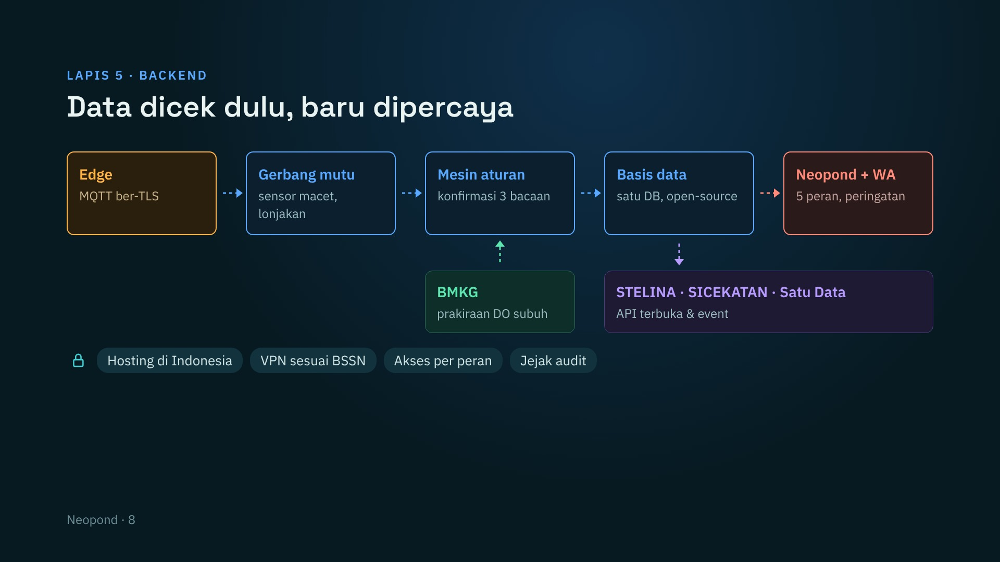 LAPIS 5 · BACKEND
Data dicek dulu, baru dipercaya
Edge
MQTT ber-TLS
Gerbang mutu
sensor macet,
lonjakan
Mesin aturan
konfirmasi 3 bacaan
Basis data
satu DB, open-source
Neopond + WA
5 peran, peringatan
BMKG
prakiraan DO subuh
STELINA · SICEKATAN · Satu Data
API terbuka & event
Hosting di Indonesia
VPN sesuai BSSN
Akses per peran
Jejak audit
Neopond · 8